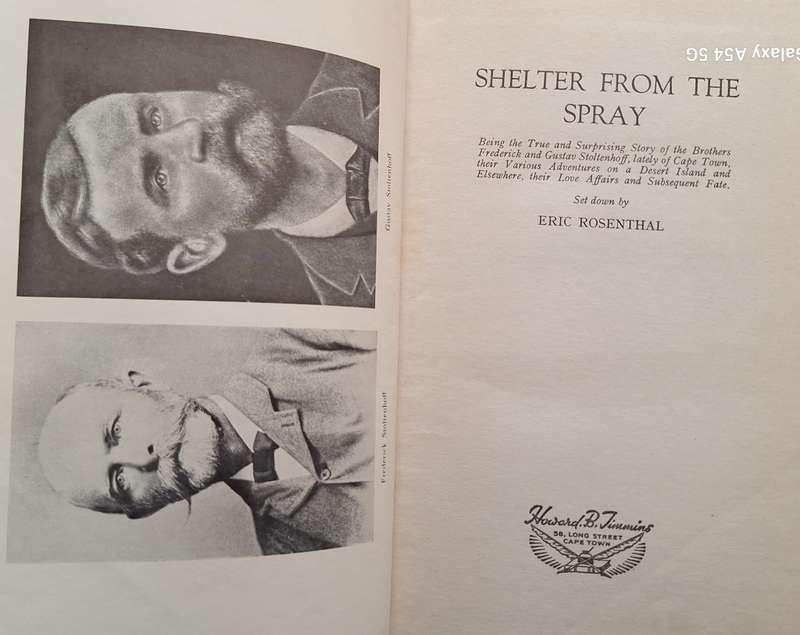 Gustav Stoltenhoff
Frederick Stoltenhoff
Galaxy A54 5G
SHELTER FROM THE
SPRAY
Being the True and Surprising Story of the Brothers
Frederick and Gustav Stoltenhoff, lately of Cape Town,
their Various Adventures on a Desert Island and
Elsewhere, their Love Affairs and Subsequent Fate.
Set down by
ERIC ROSENTHAL
Howard. B. Timmins
58, LONG STREET
CAPE TOWN